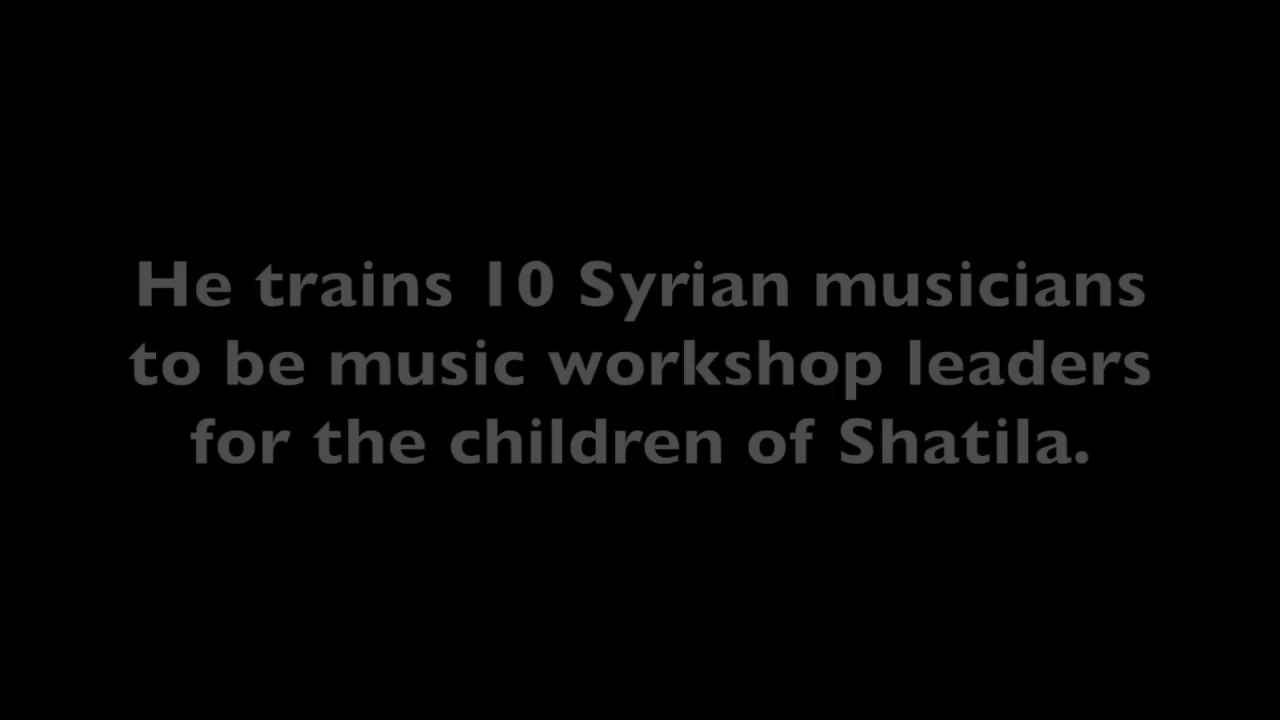 He trains 10 Syrian musicians
to be music workshop leaders
for the children of Shatila.